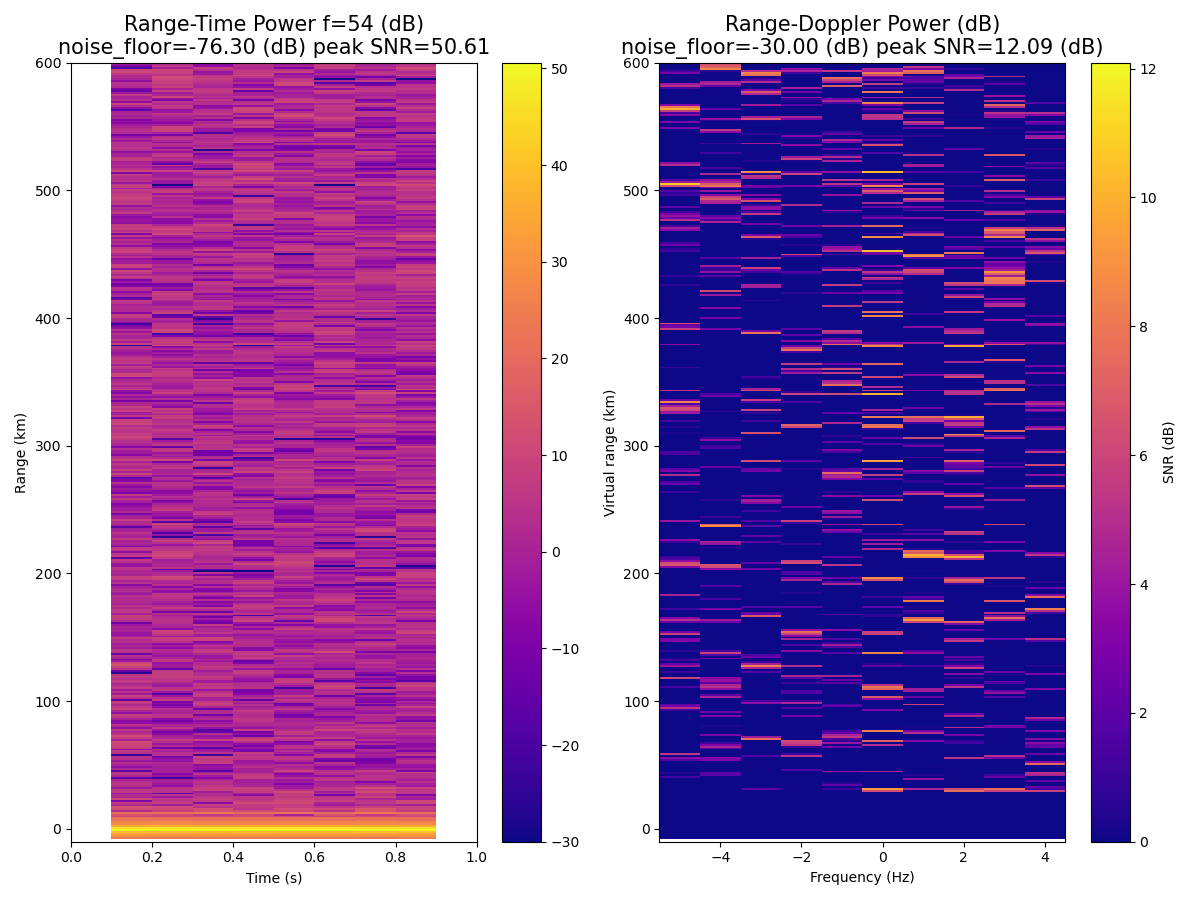 Range-Time Power f=54 (dB)
noise_floor=-76.30 (dB) peak SNR=50.61
Range (km)
600
500
400
300
200
100
0
0.0 0.2 0.4 0.6 0.8 1.0
Time (s)
50
40
30
20
10
0
−10
−20
−30
Range-Doppler Power (dB)
noise_floor=-30.00 (dB) peak SNR=12.09 (dB)
Virtual range (km)
600
500
400
300
200
100
0
−4 −2 0 2 4
Frequency (Hz)
12
10
8
6
4
2
0
SNR (dB)